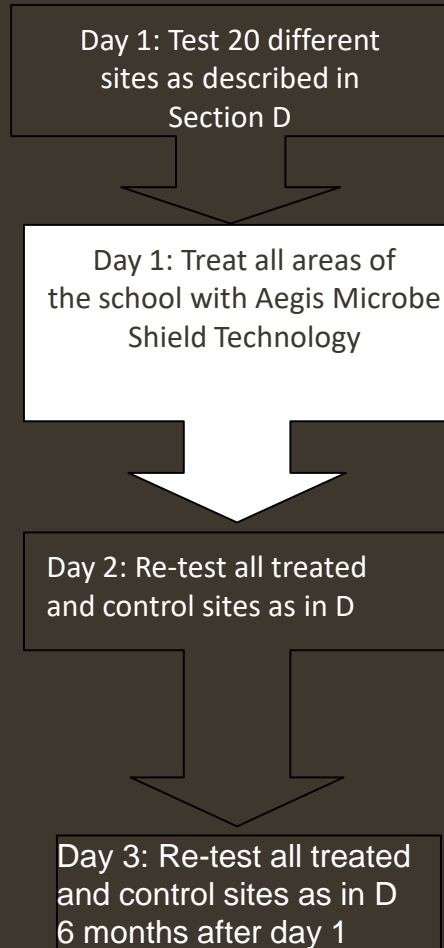 Day 1: Test 20 different
sites as described in
Section D
Day 1: Treat all areas of
the school with Aegis Microbe
Shield Technology
Day 2: Re-test all treated
and control sites as in D
Day 3: Re-test all treated
and control sites as in D
6 months after day 1